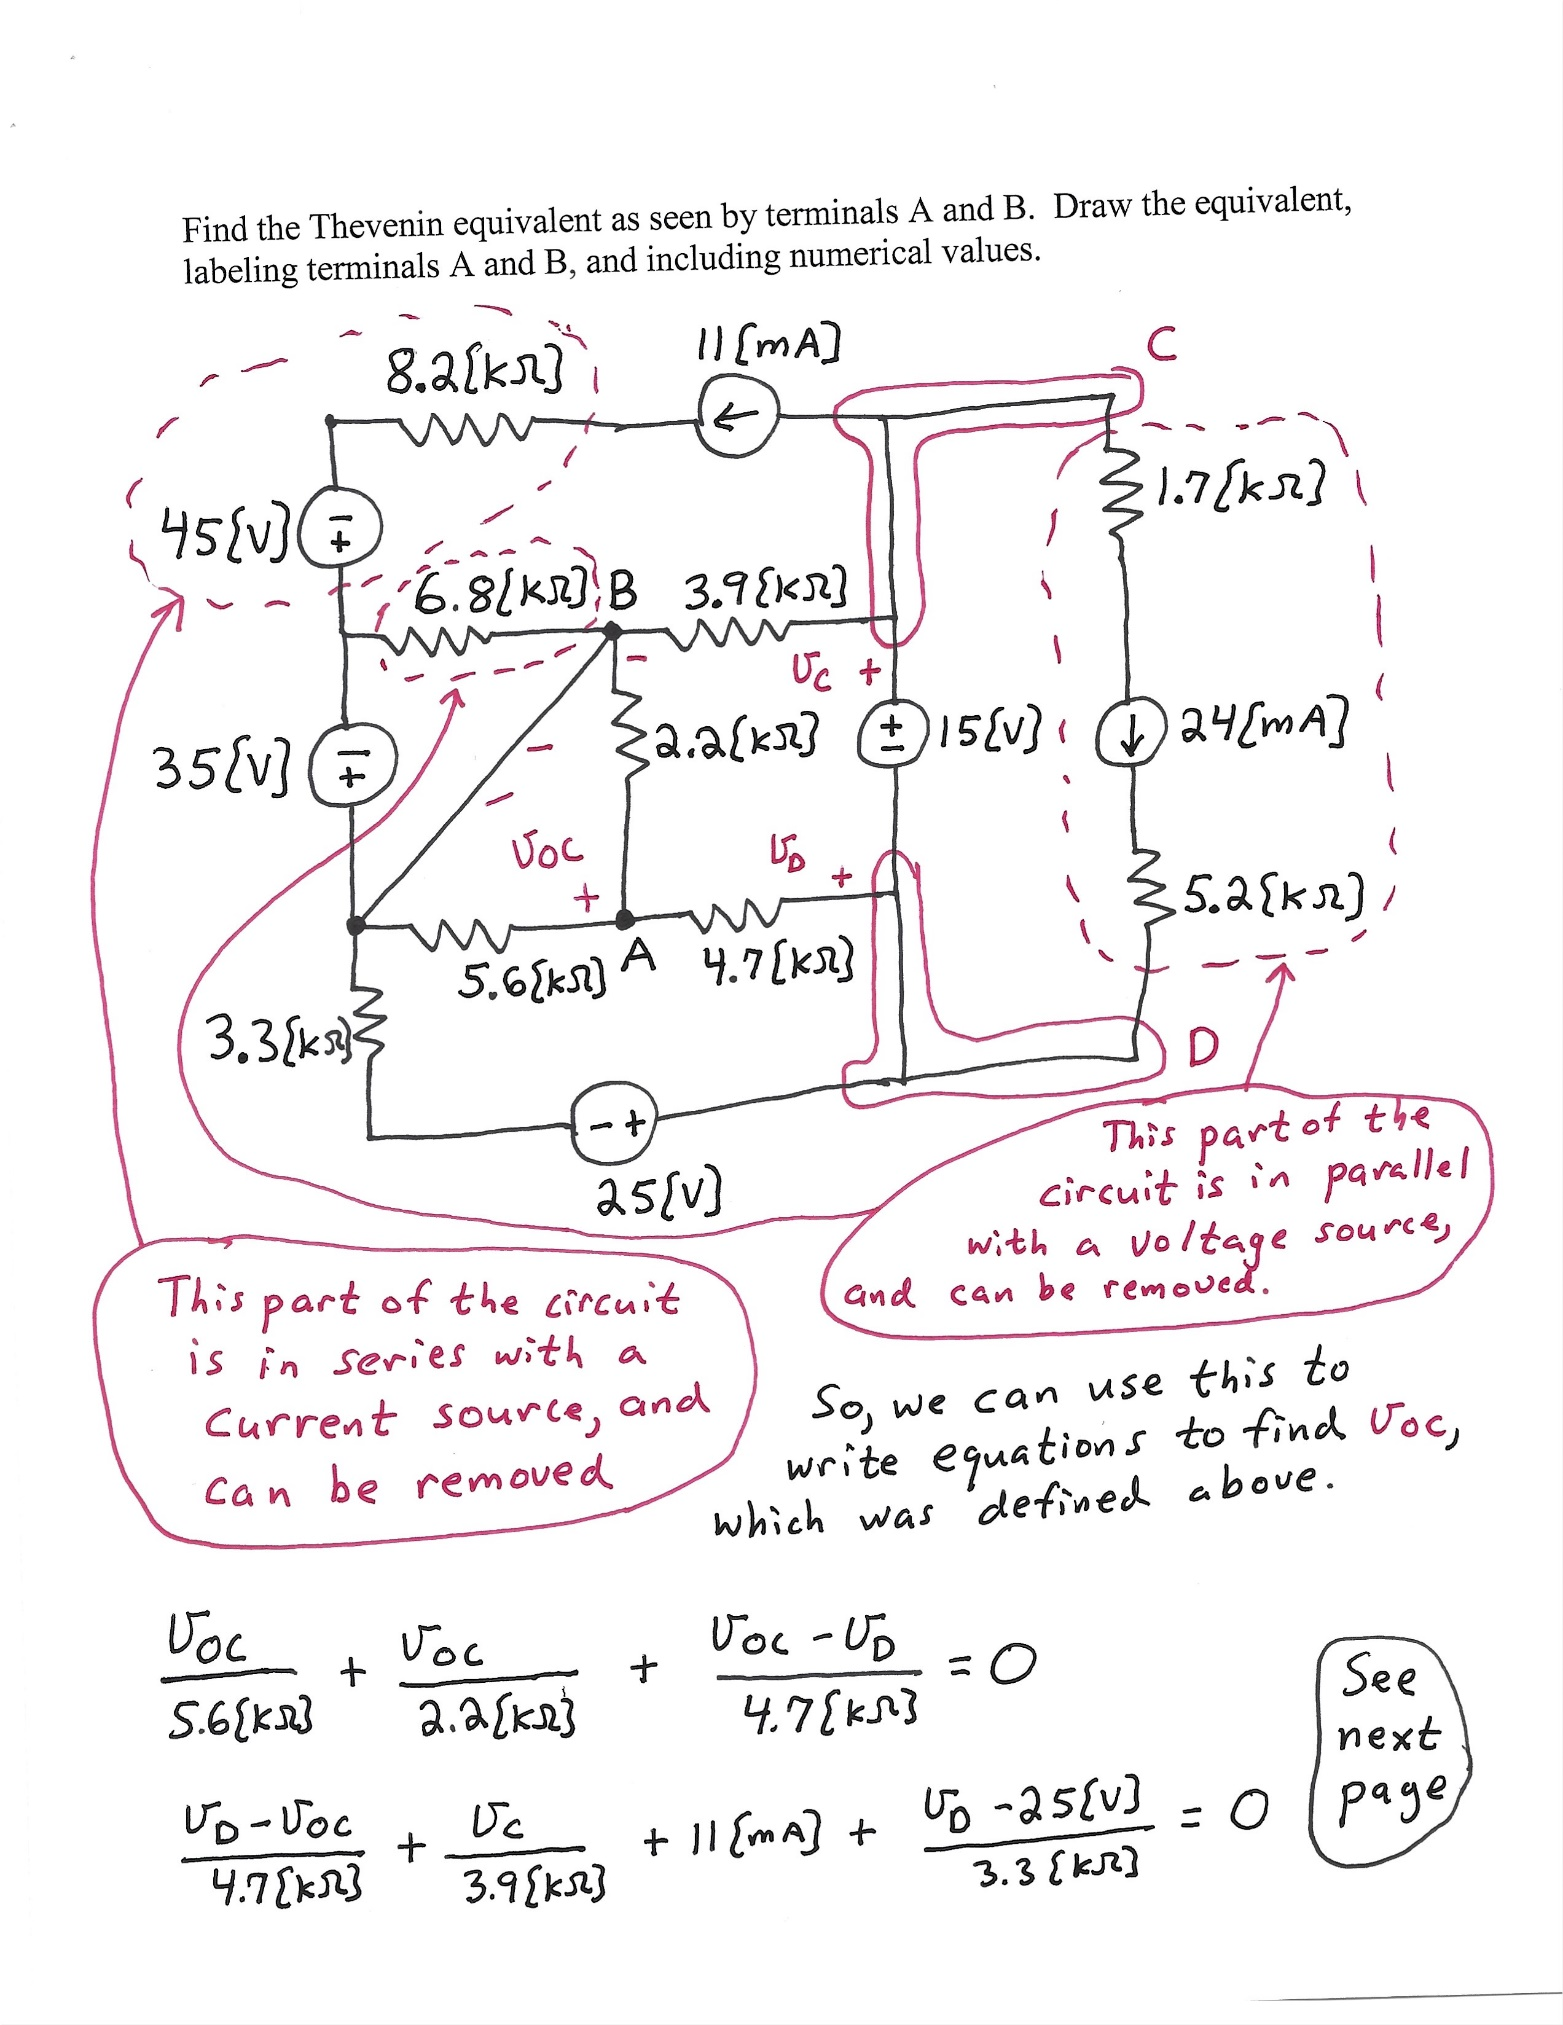 Find the Thevenin equivalent as seen by terminals A and B. Draw the equivalent,
labeling terminals A and B, and including numerical values.
8.2[kΩ]
11[mA]
C
1.7[kΩ]
45[V]
-
+
6.8[kΩ]
B
3.9[kΩ]
-
vC +
35[V]
-
+
-
2.2[kΩ]
+
-
15[V]
24[mA]
-
vOC
+
vD
+
5.2[kΩ]
5.6[kΩ]
A
4.7[kΩ]
3.3[kΩ]
D
- +
25[V]
This part of the
circuit is in parallel
with a voltage source,
and can be removed.
This part of the circuit
is in series with a
current source, and
can be removed
So, we can use this to
write equations to find vOC,
which was defined above.
vOC/5.6[kΩ] + vOC/2.2[kΩ] + (vOC - vD)/4.7[kΩ] = 0
vD - vOC/4.7[kΩ] + vC/3.9[kΩ] + 11[mA] + vD - 25[V]/3.3[kΩ] = 0
See
next
page